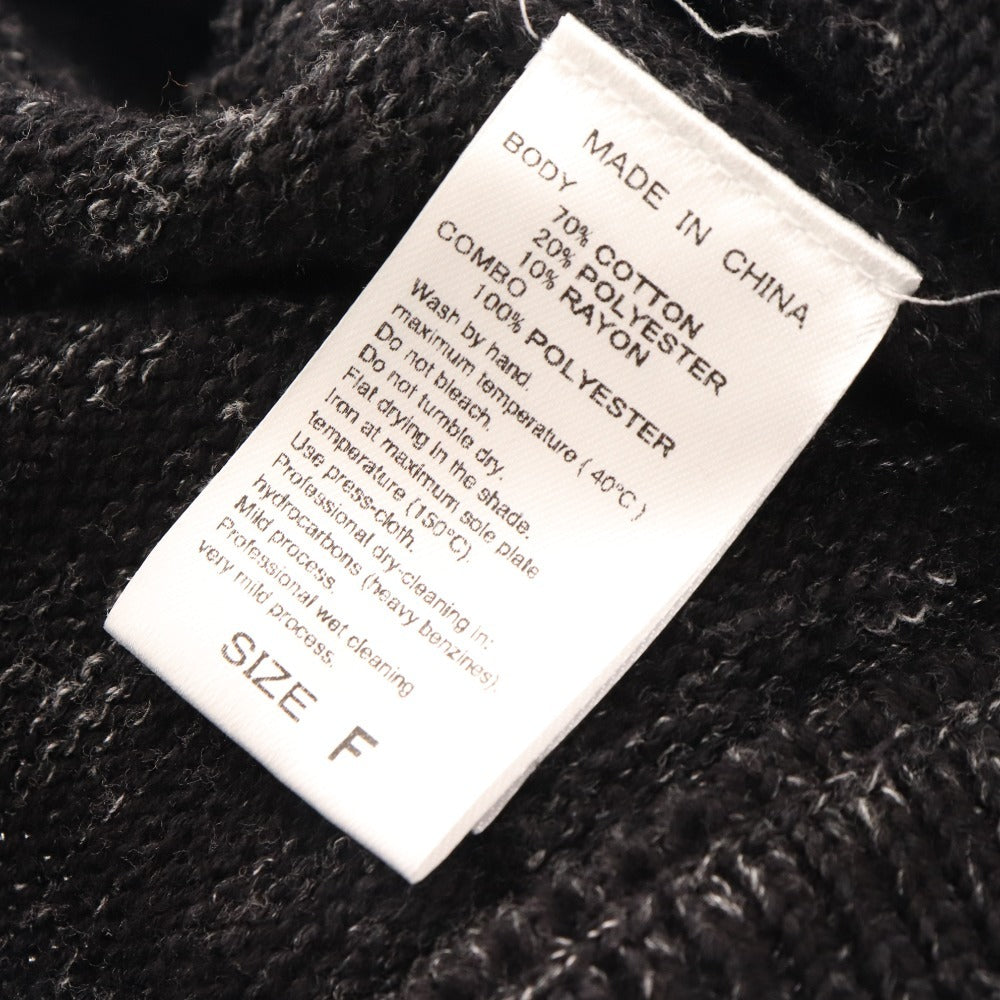 MADE IN CHINA
BODY
70% COTTON
20% POLYESTER
10% RAYON
COMBO
100% POLYESTER
Wash by hand.
maximum temperature ( 40°C )
Do not bleach.
Do not tumble dry.
Flat drying in the shade.
Iron at maximum sole plate
temperature (150°C).
Use press-cloth.
Professional dry-cleaning in:
hydrocarbons (heavy benzines).
Mild process.
Professional wet cleaning
very mild process.
SIZE F